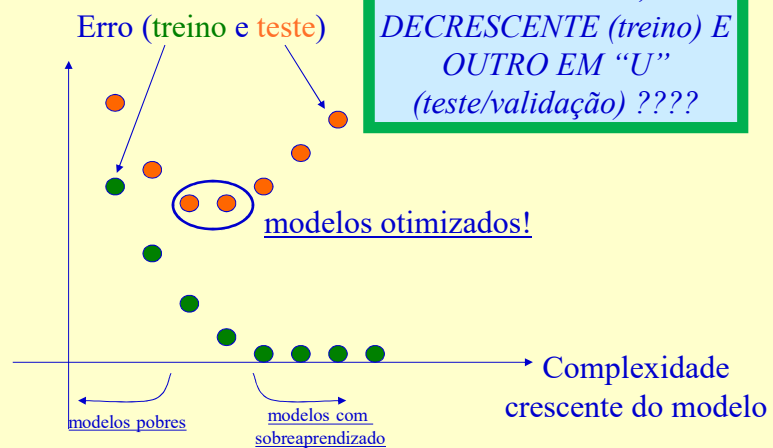 Erro (treino e teste)
DECRESCENTE (treino) E
OUTRO EM “U”
(teste/validação) ????
modelos otimizados!
Complexidade
crescente do modelo
modelos pobres
modelos com
sobreaprendizado